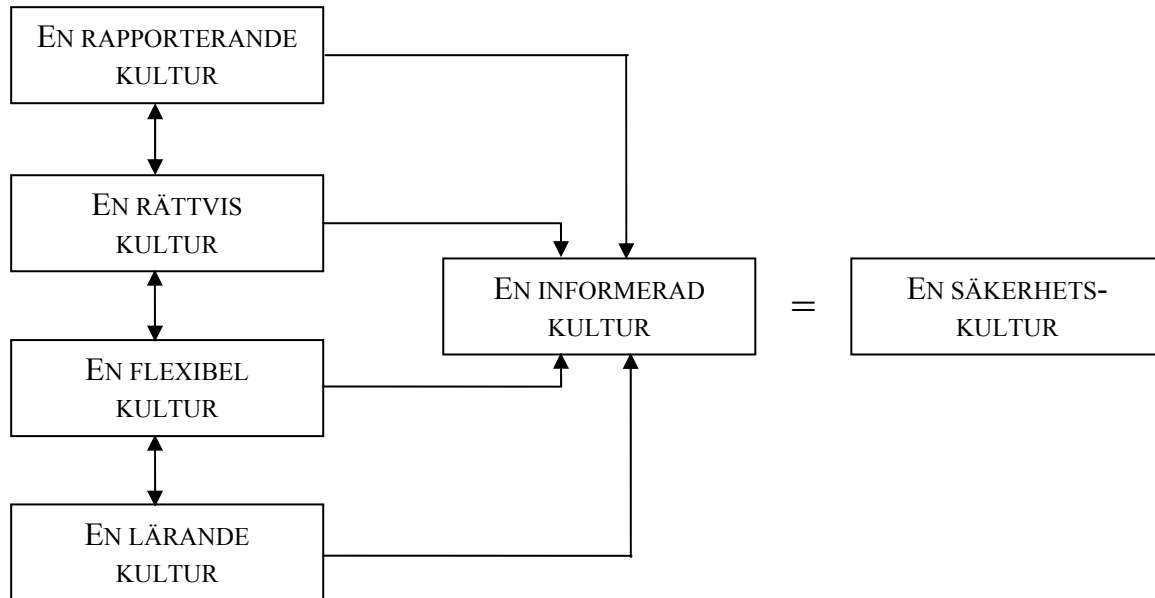 EN RAPPORTERANDE
KULTUR
EN RÄTTVIS
KULTUR
EN FLEXIBEL
KULTUR
EN LÄRANDE
KULTUR
EN INFORMERAD
KULTUR
=
EN SÄKERHETS-
KULTUR